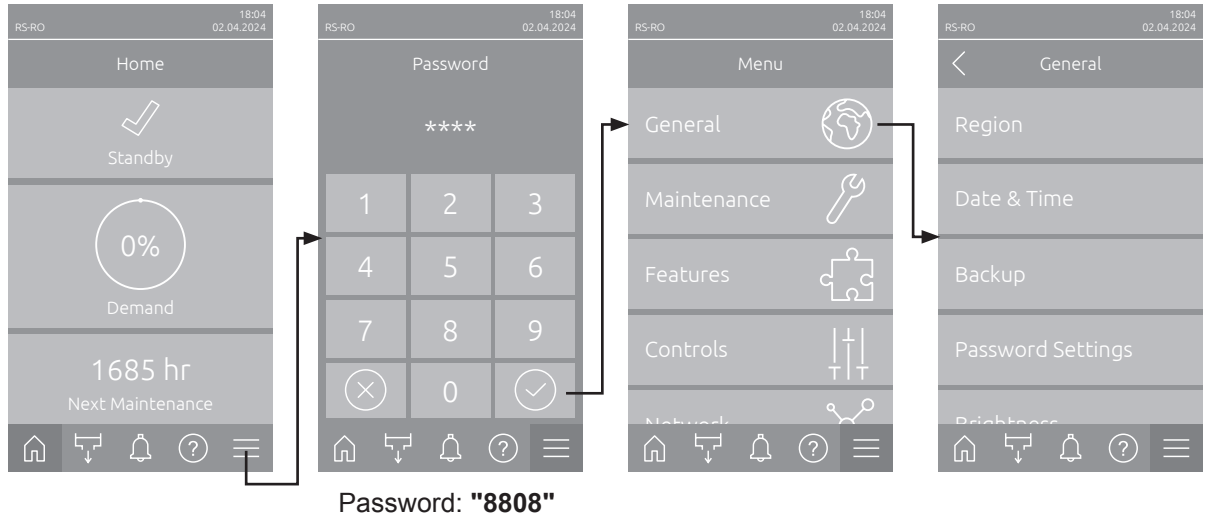 18:04
RS-RO 02.04.2024
Home
Standby
0%
Demand
1685 hr
Next Maintenance
?
18:04
RS-RO 02.04.2024
Password
****
1 2 3
4 5 6
7 8 9
0
?
Password: "8808"
18:04
RS-RO 02.04.2024
Menu
General
Maintenance
Features
Controls
Network
?
18:04
RS-RO 02.04.2024
General
Region
Date & Time
Backup
Password Settings
Brightness
?